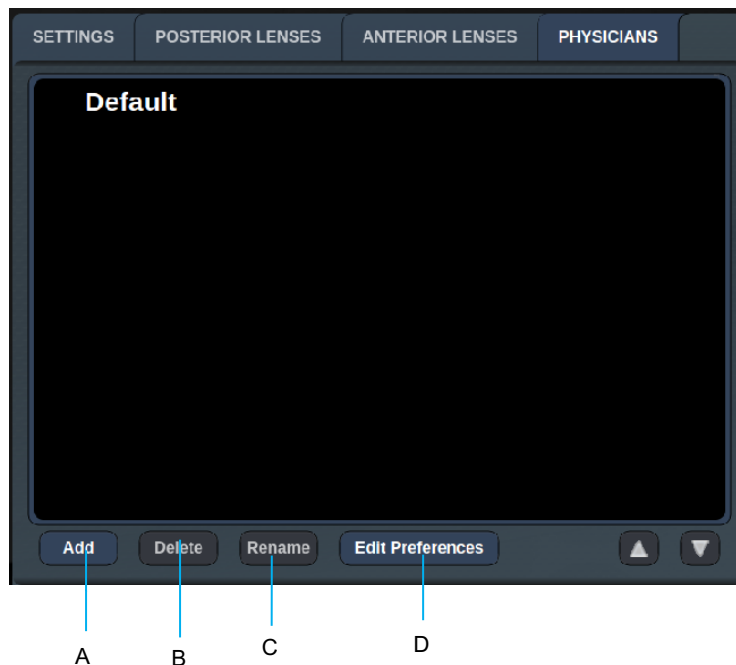 SETTINGS POSTERIOR LENSES ANTERIOR LENSES PHYSICIANS
Default
Add Delete Rename Edit Preferences
A B C D